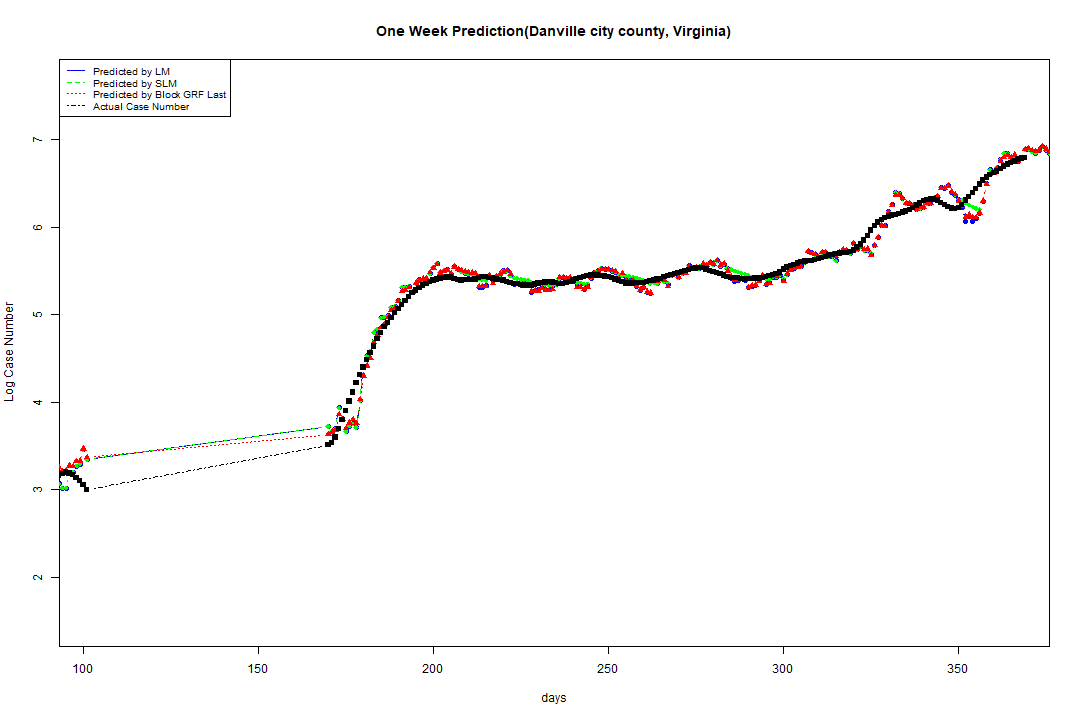 One Week Prediction(Danville city county, Virginia)
Predicted by LM
Predicted by SLM
Predicted by Block GRF Last
Actual Case Number
Log Case Number
7
6
5
4
3
2
100 150 200 250 300 350
days